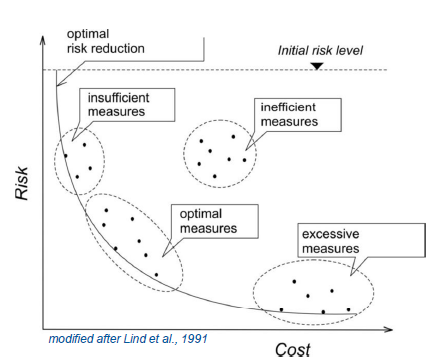 optimal
risk reduction
Initial risk level
insufficient
measures
inefficient
measures
Risk
optimal
measures
excessive
measures
modified after Lind et al., 1991
Cost